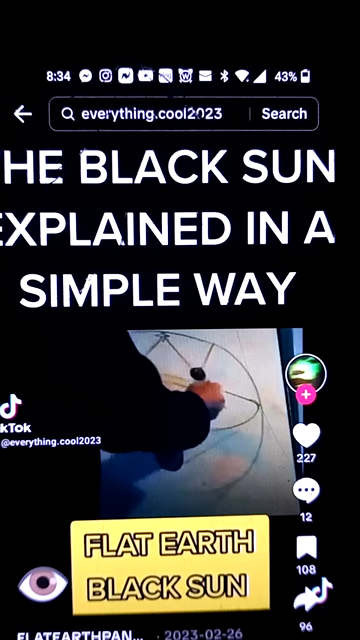 8:34
43%
everything.cool2023
Search
HE BLACK SUN
EXPLAINED IN A
SIMPLE WAY
kTok
@everything.cool2023
227
12
108
96
FLAT EARTH
BLACK SUN
FLATEARTHPAN... · 2023-02-26